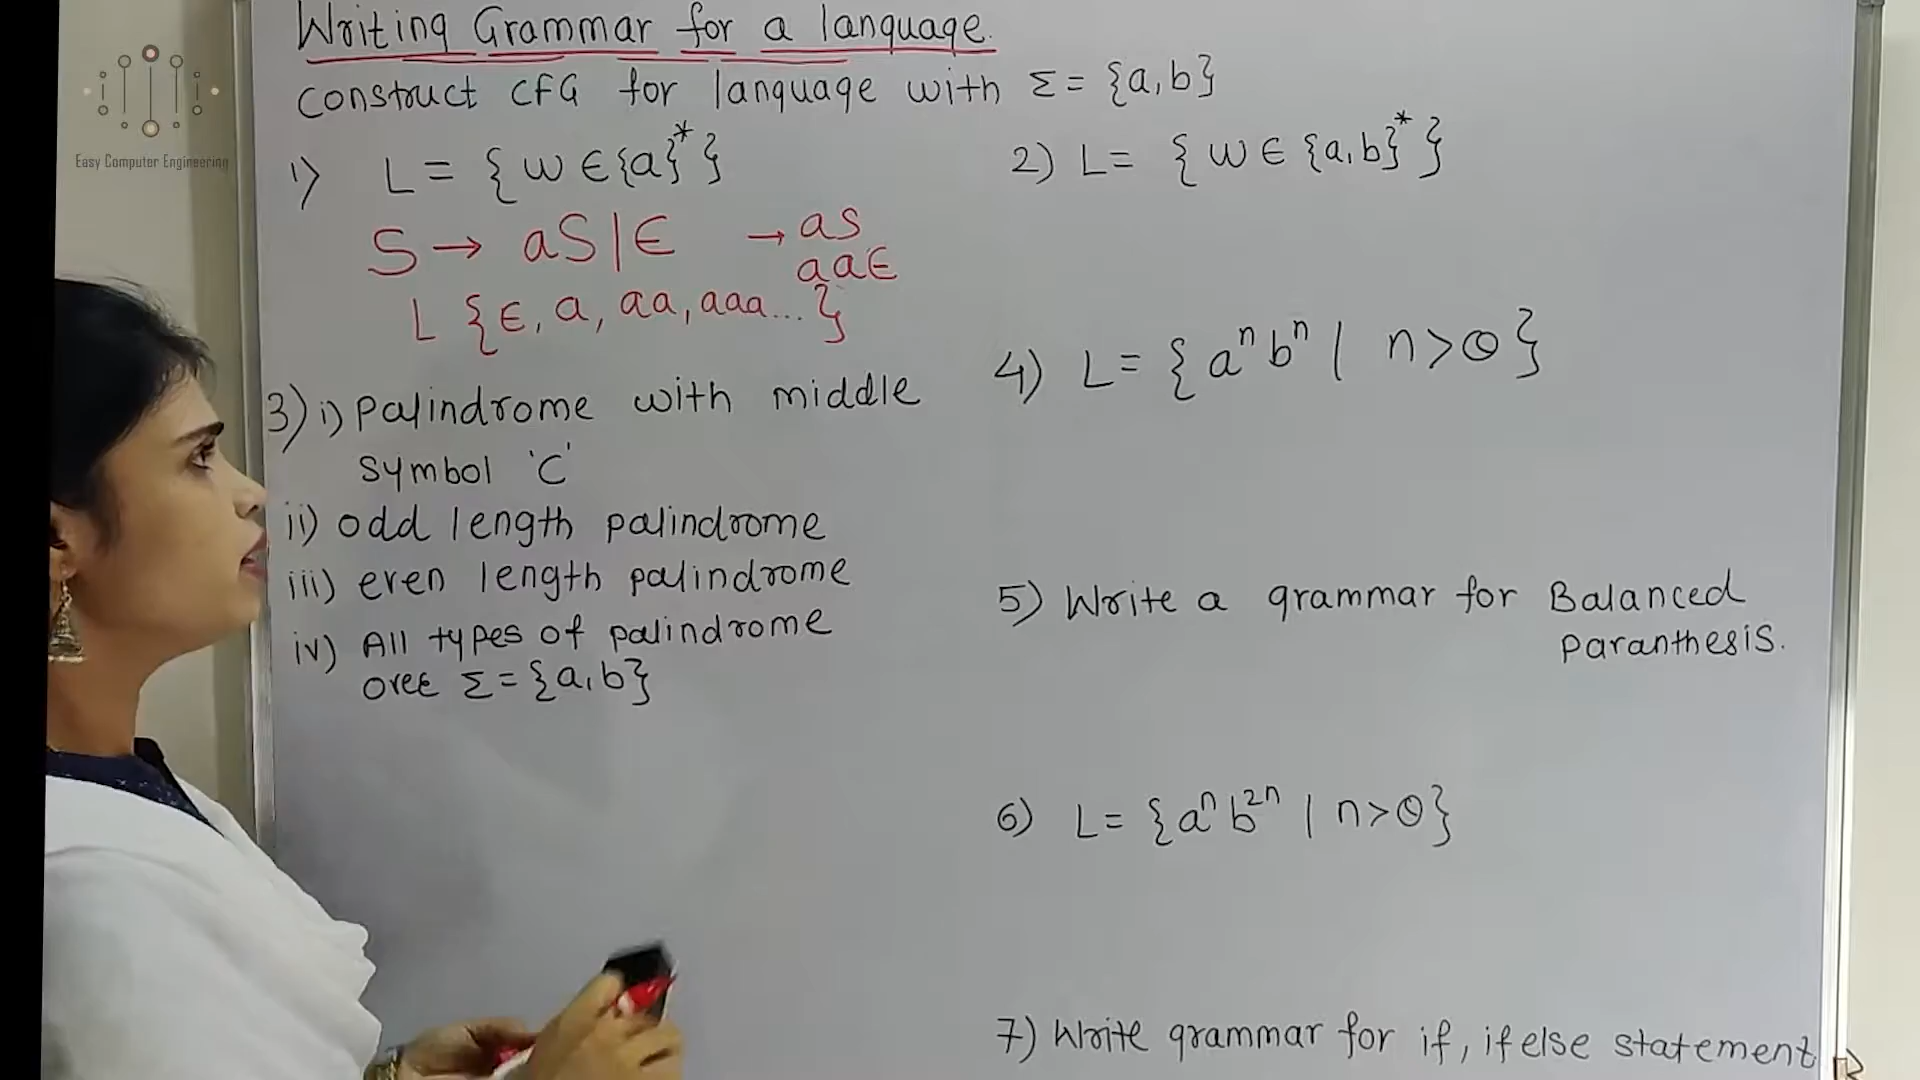 Writing Grammar for a language.
construct CFG for language with Σ = {a,b}
Easy Computer Engineering
1) L = { w ∈ {a}* }
S → aS | ∈ → as
aa∈
L {∈, a, aa, aaa...}
2) L = { w ∈ {a,b}* }
3) i) Palindrome with middle
symbol 'C'
ii) odd length palindrome
iii) even length palindrome
iv) All types of palindrome
Σ = {a,b}
4) L = { aⁿ bⁿ | n > 0 }
5) Write a grammar for Balanced
paranthesis.
6) L = { aⁿ b²ⁿ | n > 0 }
7) Write grammar for if, if else statement